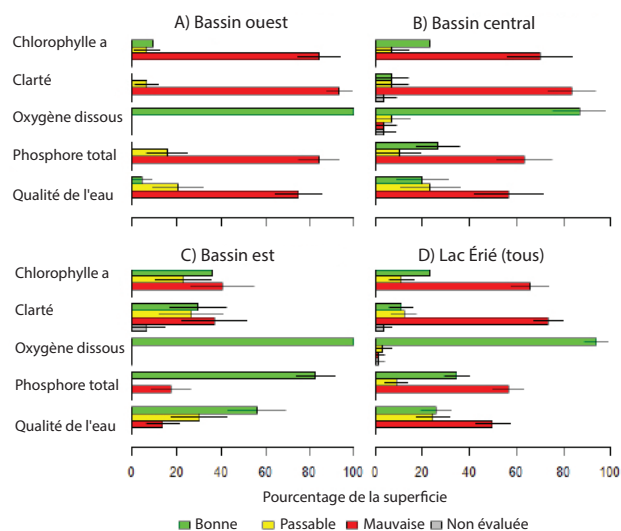 A) Bassin ouest
B) Bassin central
Chlorophylle a
Clarté
Oxygène dissous
Phosphore total
Qualité de l'eau
C) Bassin est
D) Lac Érié (tous)
Chlorophylle a
Clarté
Oxygène dissous
Phosphore total
Qualité de l'eau
0 20 40 60 80 100 0 20 40 60 80 100
Pourcentage de la superficie
Bonne Passable Mauvaise Non évaluée